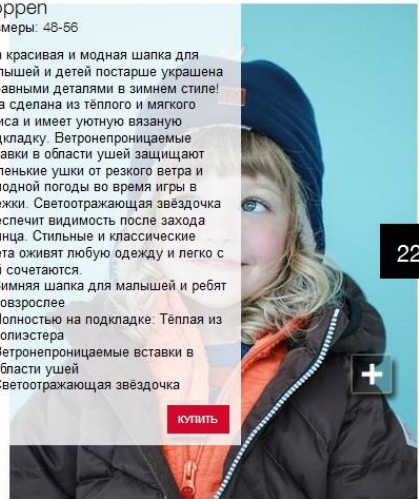 oppen
змеры: 48-56
красивая и модная шапка для
лышей и детей постарше украшена
бавными деталями в зимнем стиле!
а сделана из тёплого и мягкого
иса и имеет уютную вязаную
дкладку. Ветронепроницаемые
авки в области ушей защищают
ленькие ушки от резкого ветра и
лодной погоды во время игры в
ежки. Светоотражающая звёздочка
еспечит видимость после захода
нца. Стильные и классические
ета оживят любую одежду и легко с
й сочетаются.
Зимняя шапка для малышей и ребят
повзрослее
Полностью на подкладке: Тёплая из
полиэстера
Ветронепроницаемые вставки в
области ушей
Светоотражающая звёздочка
КУПИТЬ
22
+